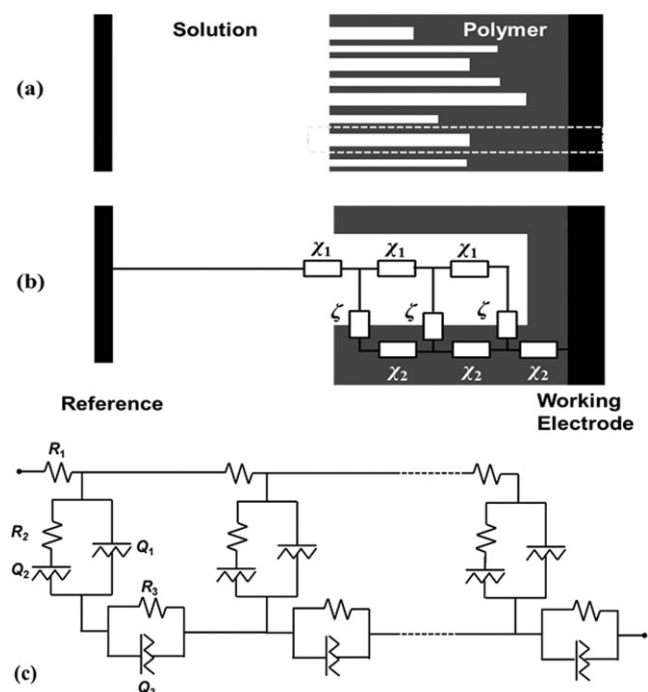 Solution
Polymer
(a)
χ1 χ1 χ1
(b)
ζ ζ ζ
χ2 χ2 χ2
Reference
Working
Electrode
R1
R2
Q1
Q2
R3
(c)
Q3